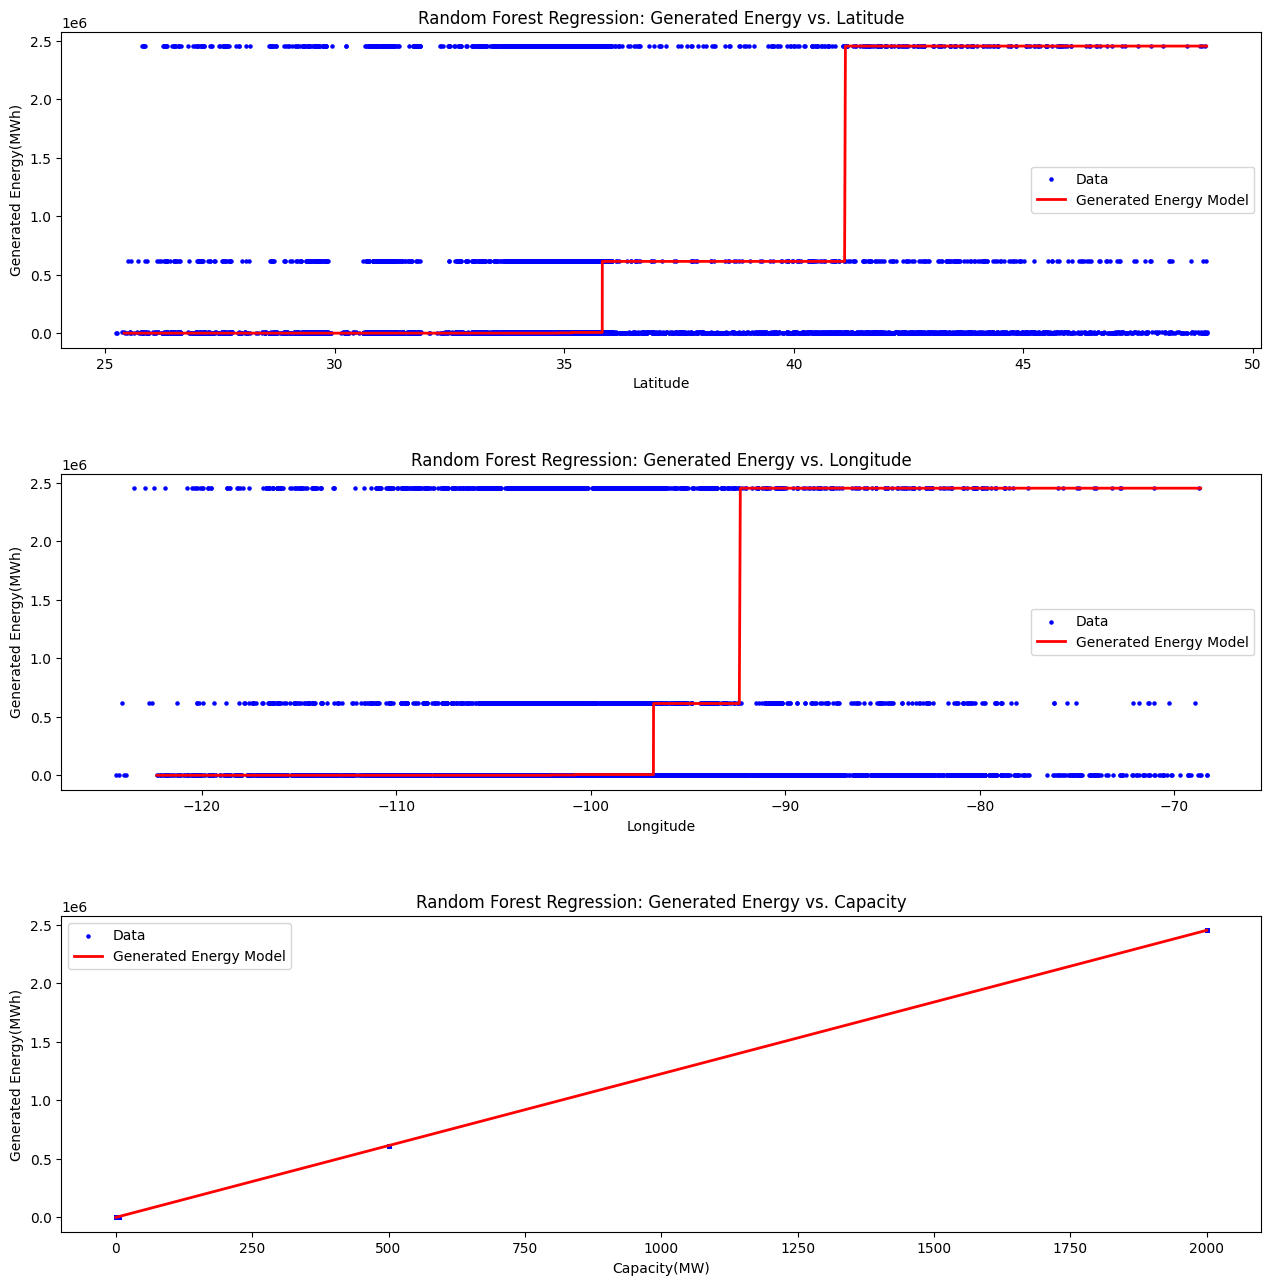 Random Forest Regression: Generated Energy vs. Latitude
1e6
2.5
2.0
1.5
1.0
0.5
0.0
Generated Energy(MWh)
Data
Generated Energy Model
25 30 35 40 45 50
Latitude
Random Forest Regression: Generated Energy vs. Longitude
1e6
2.5
2.0
1.5
1.0
0.5
0.0
Generated Energy(MWh)
Data
Generated Energy Model
−120 −110 −100 −90 −80 −70
Longitude
Random Forest Regression: Generated Energy vs. Capacity
1e6
2.5
2.0
1.5
1.0
0.5
0.0
Generated Energy(MWh)
Data
Generated Energy Model
0 250 500 750 1000 1250 1500 1750 2000
Capacity(MW)